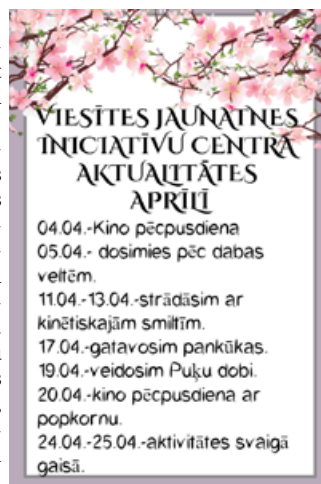 VIESĪTES JAUNATNES
INICIATĪVU CENTRA
AKTUALITĀTES
APRĪLĪ
04.04.-Kino pēcpusdiena
05.04.- dosimies pēc dabas
veltēm.
11.04.-13.04.-strādāsim ar
kinētiskajām smiltīm.
17.04.-gatavosim pankūkas.
19.04.-veidosim Puķu dobi.
20.04.-kino pēcpusdiena ar
popkornu.
24.04.-25.04.-aktivitātes svaigā
gaisā.